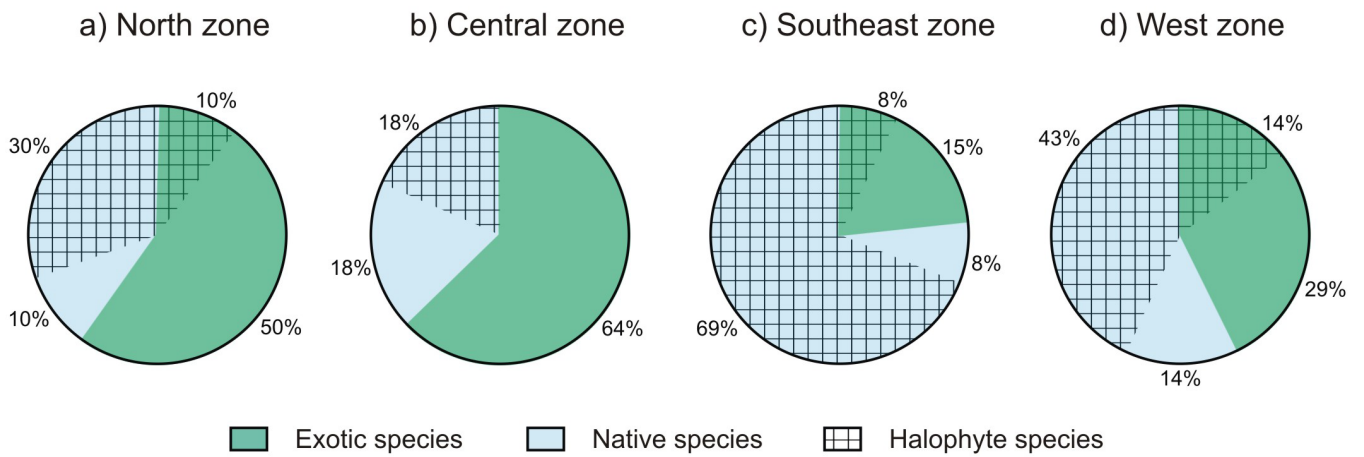 a) North zone
b) Central zone
c) Southeast zone
d) West zone
10%
30%
10%
50%
18%
18%
64%
8%
15%
8%
69%
14%
43%
29%
14%
Exotic species
Native species
Halophyte species